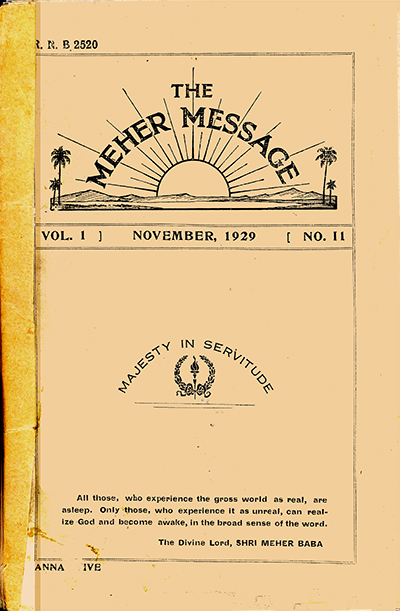 R. N. B 2520
THE
MEHER MESSAGE
VOL. 1 ] NOVEMBER, 1929 [ NO. 11
MAJESTY IN SERVITUDE
All those, who experience the gross world as real, are
asleep. Only those, who experience it as unreal, can real-
ize God and become awake, in the broad sense of the word.
The Divine Lord, SHRI MEHER BABA
ANNA IVE